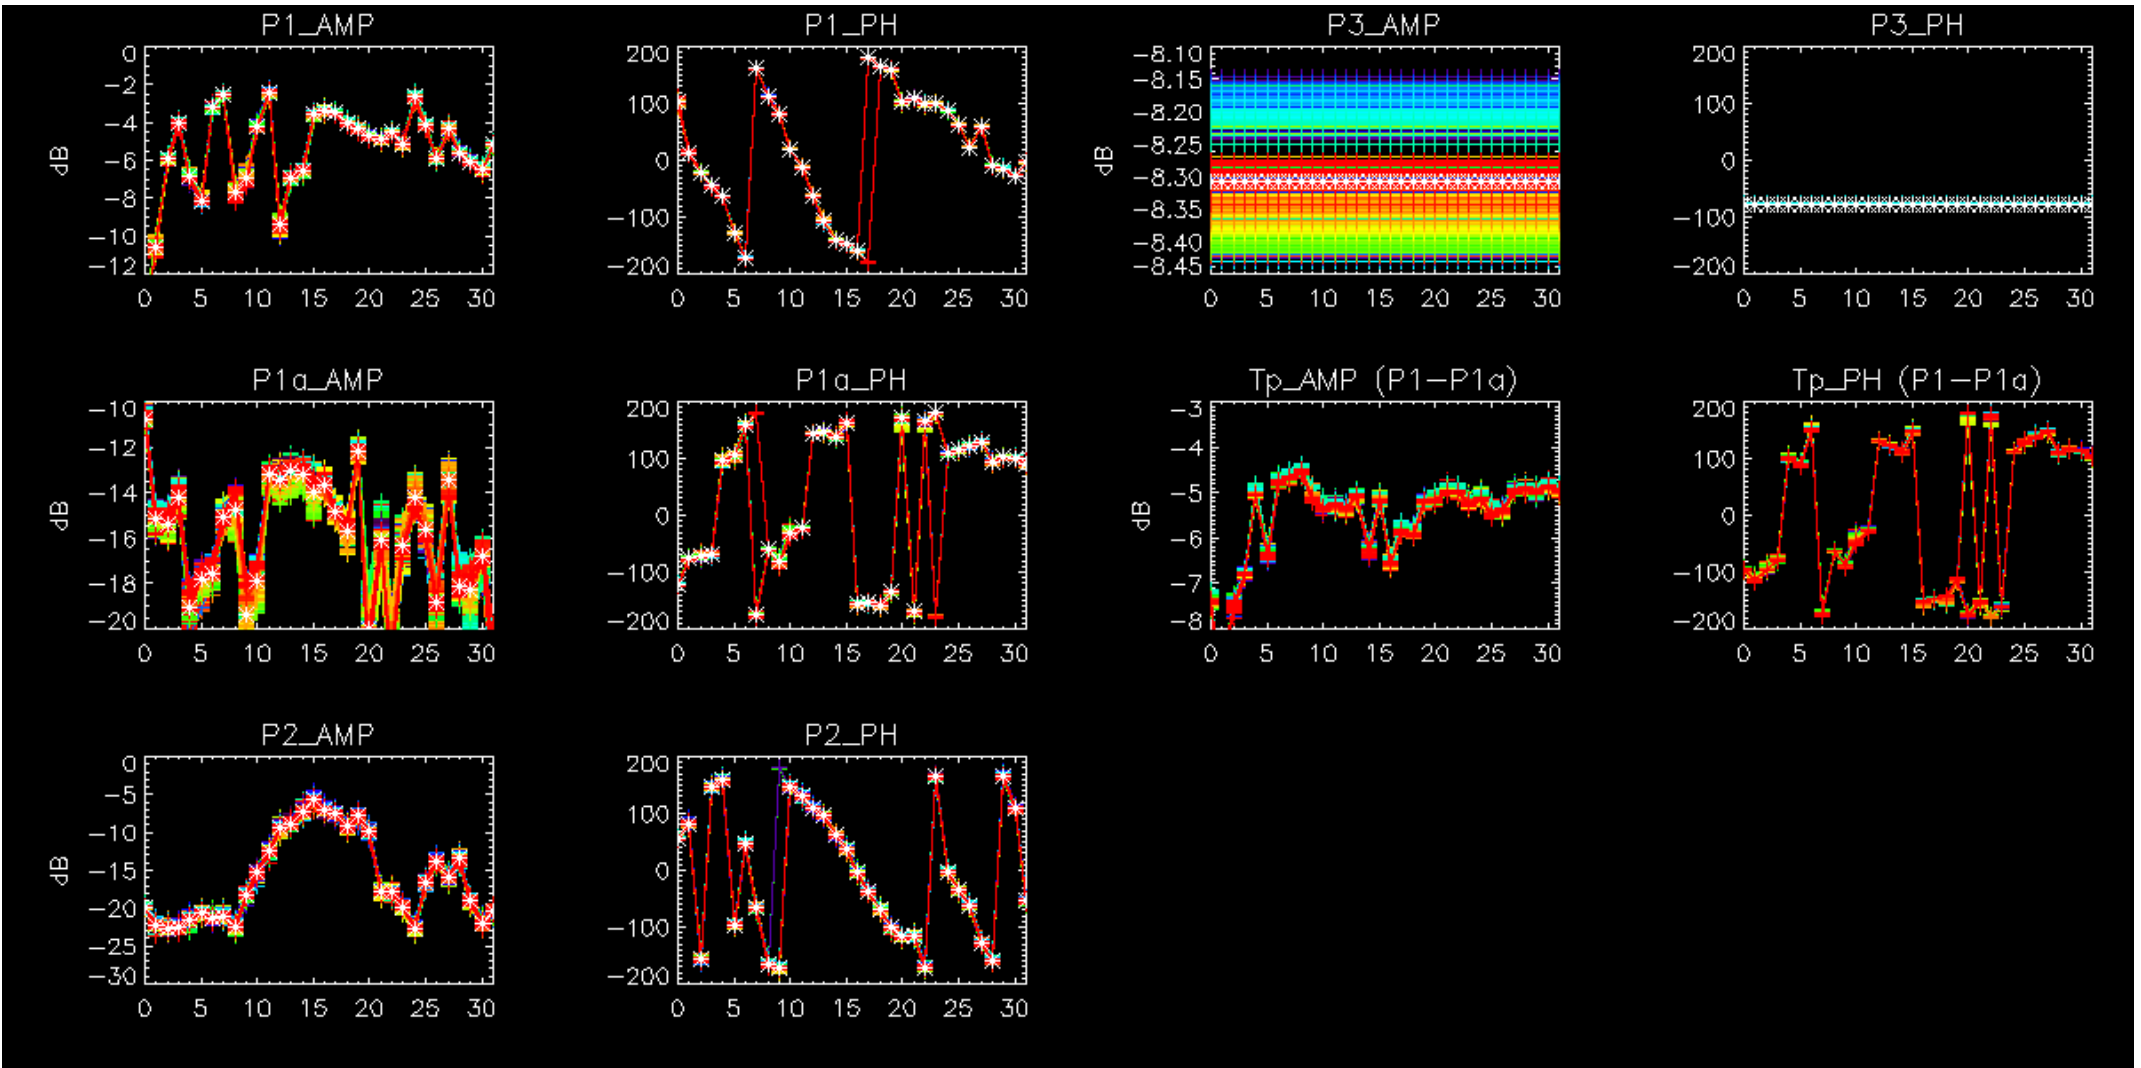 P1_AMP
dB
0
−2
−4
−6
−8
−10
−12
0 5 10 15 20 25 30
P1_PH
200
100
0
−100
−200
0 5 10 15 20 25 30
P3_AMP
dB
−8.10
−8.15
−8.20
−8.25
−8.30
−8.35
−8.40
−8.45
0 5 10 15 20 25 30
P3_PH
200
100
0
−100
−200
0 5 10 15 20 25 30
P1a_AMP
dB
−10
−12
−14
−16
−18
−20
0 5 10 15 20 25 30
P1a_PH
200
100
0
−100
−200
0 5 10 15 20 25 30
Tp_AMP (P1−P1a)
dB
−3
−4
−5
−6
−7
−8
0 5 10 15 20 25 30
Tp_PH (P1−P1a)
200
100
0
−100
−200
0 5 10 15 20 25 30
P2_AMP
dB
0
−5
−10
−15
−20
−25
−30
0 5 10 15 20 25 30
P2_PH
200
100
0
−100
−200
0 5 10 15 20 25 30